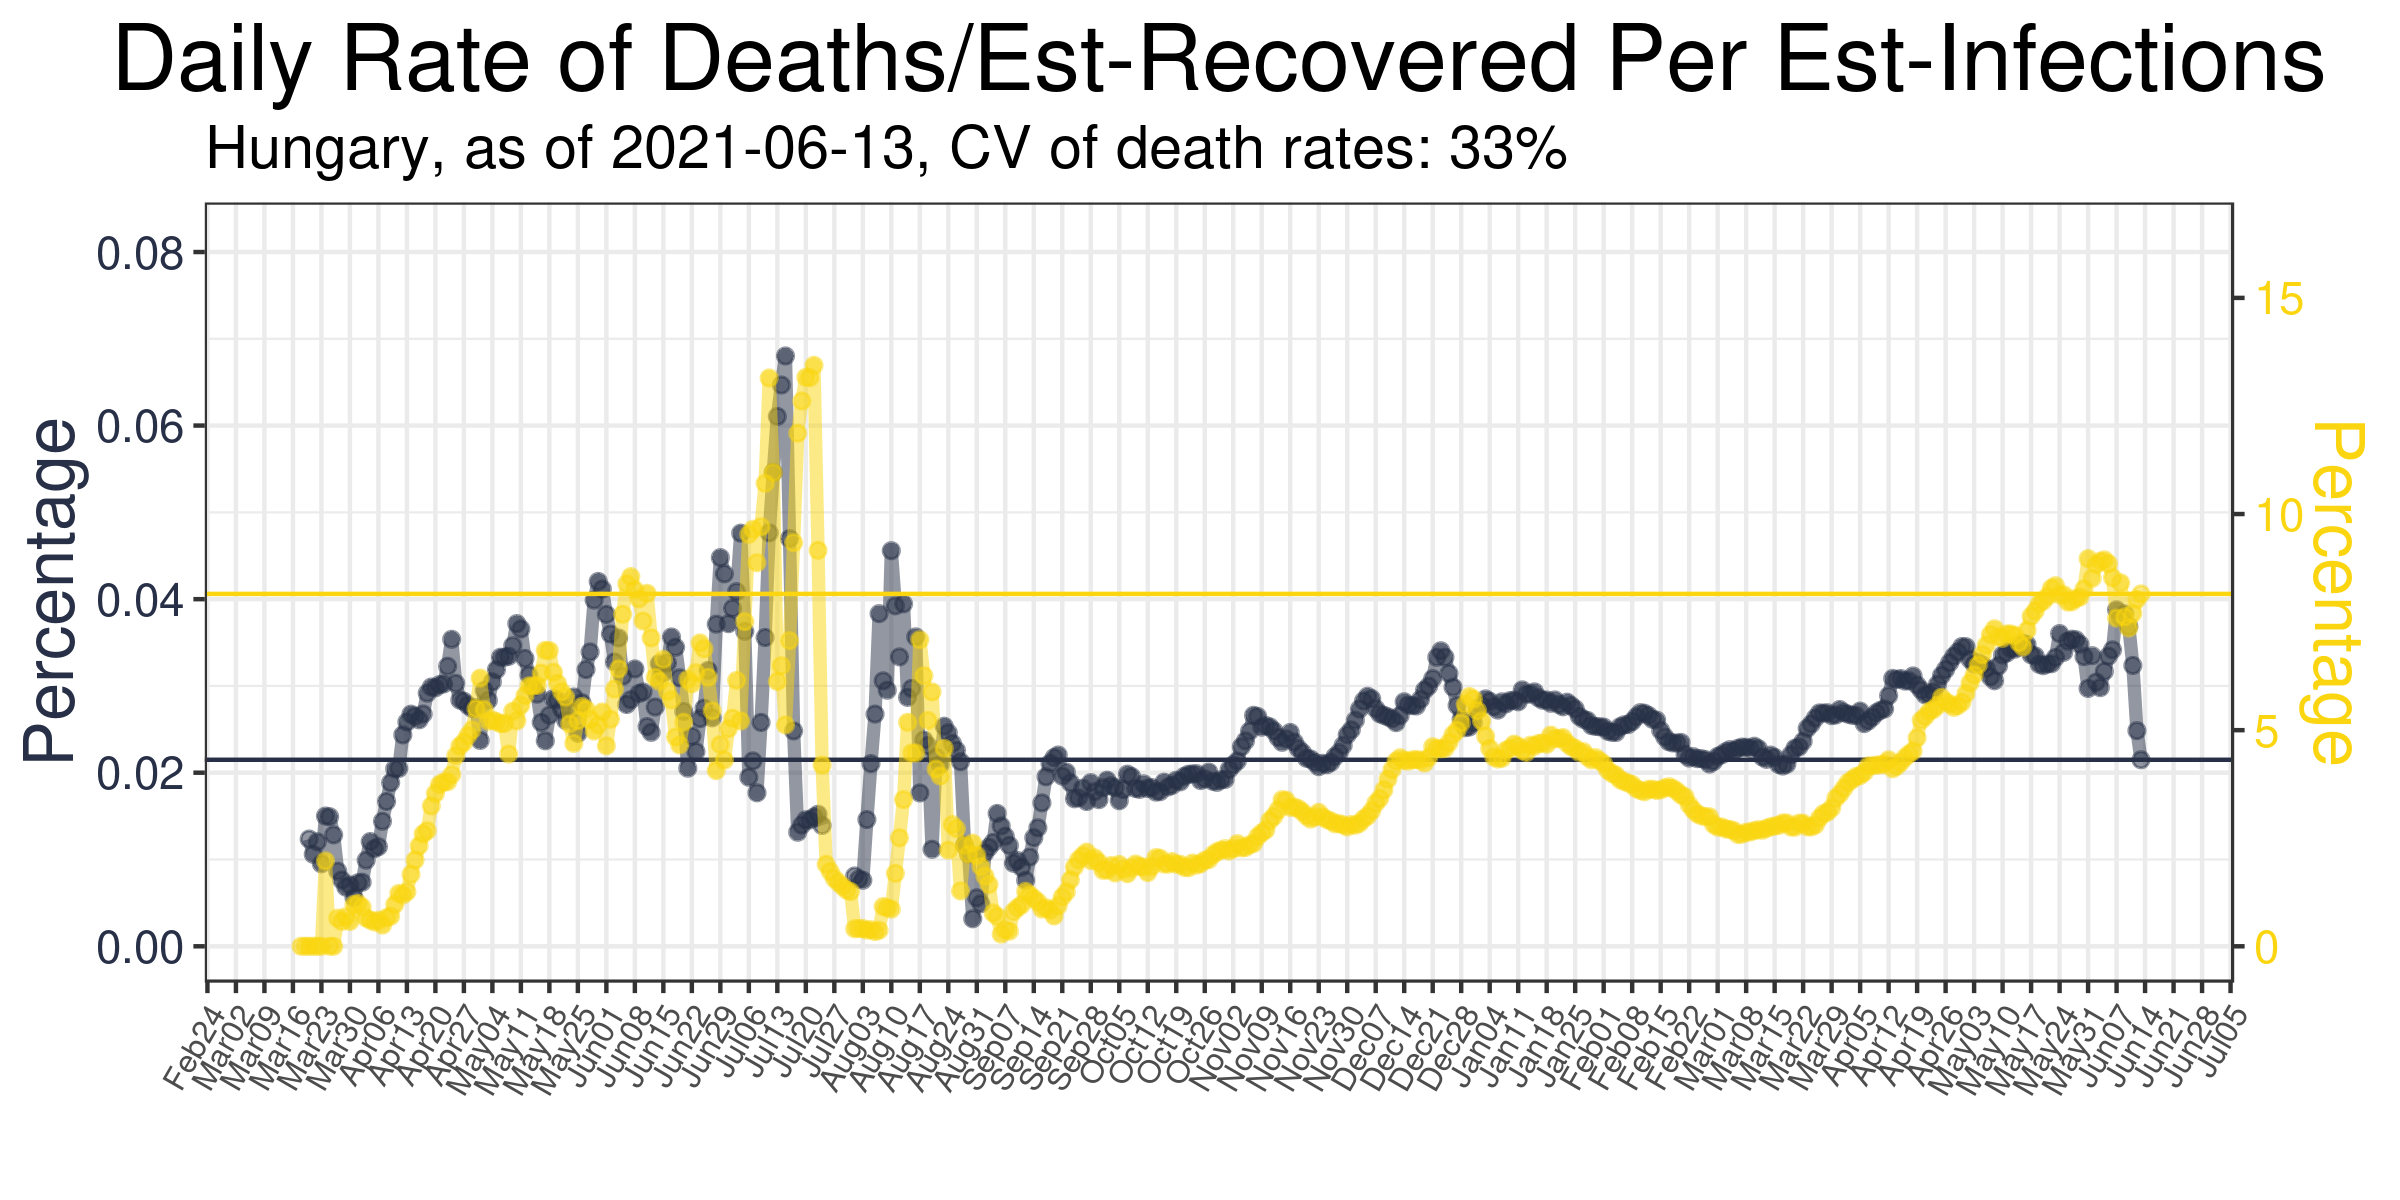 Daily Rate of Deaths/Est-Recovered Per Est-Infections
Hungary, as of 2021-06-13, CV of death rates: 33%
Percentage
0.08
0.06
0.04
0.02
0.00
15
10
5
0
Percentage
Feb24
Mar02
Mar09
Mar16
Mar23
Mar30
Apr06
Apr13
Apr20
Apr27
May04
May11
May18
May25
Jun01
Jun08
Jun15
Jun22
Jun29
Jul06
Jul13
Jul20
Jul27
Aug03
Aug10
Aug17
Aug24
Aug31
Sep07
Sep14
Sep21
Sep28
Oct05
Oct12
Oct19
Oct26
Nov02
Nov09
Nov16
Nov23
Nov30
Dec07
Dec14
Dec21
Dec28
Jan04
Jan11
Jan18
Jan25
Feb01
Feb08
Feb15
Feb22
Mar01
Mar08
Mar15
Mar22
Mar29
Apr05
Apr12
Apr19
Apr26
May03
May10
May17
May24
May31
Jun07
Jun14
Jun21
Jun28
Jul05